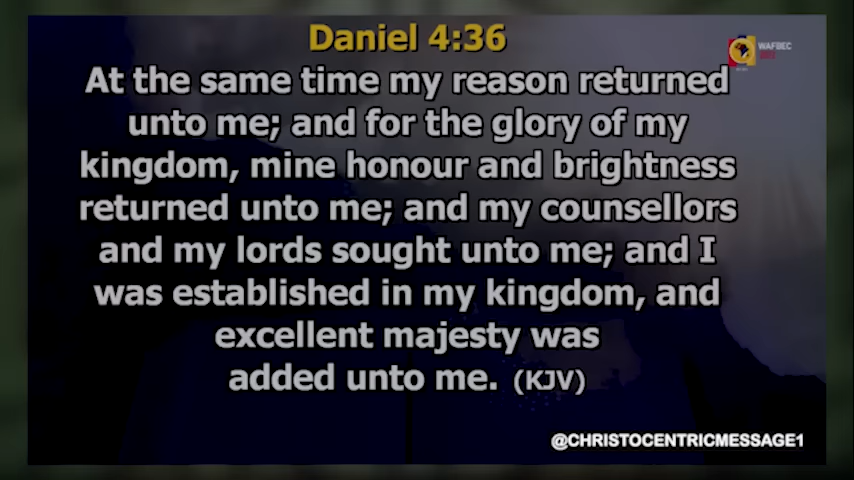 Daniel 4:36
At the same time my reason returned
unto me; and for the glory of my
kingdom, mine honour and brightness
returned unto me; and my counsellors
and my lords sought unto me; and I
was established in my kingdom, and
excellent majesty was
added unto me. (KJV)
WAFBEC
@CHRISTOCENTRICMESSAGE1